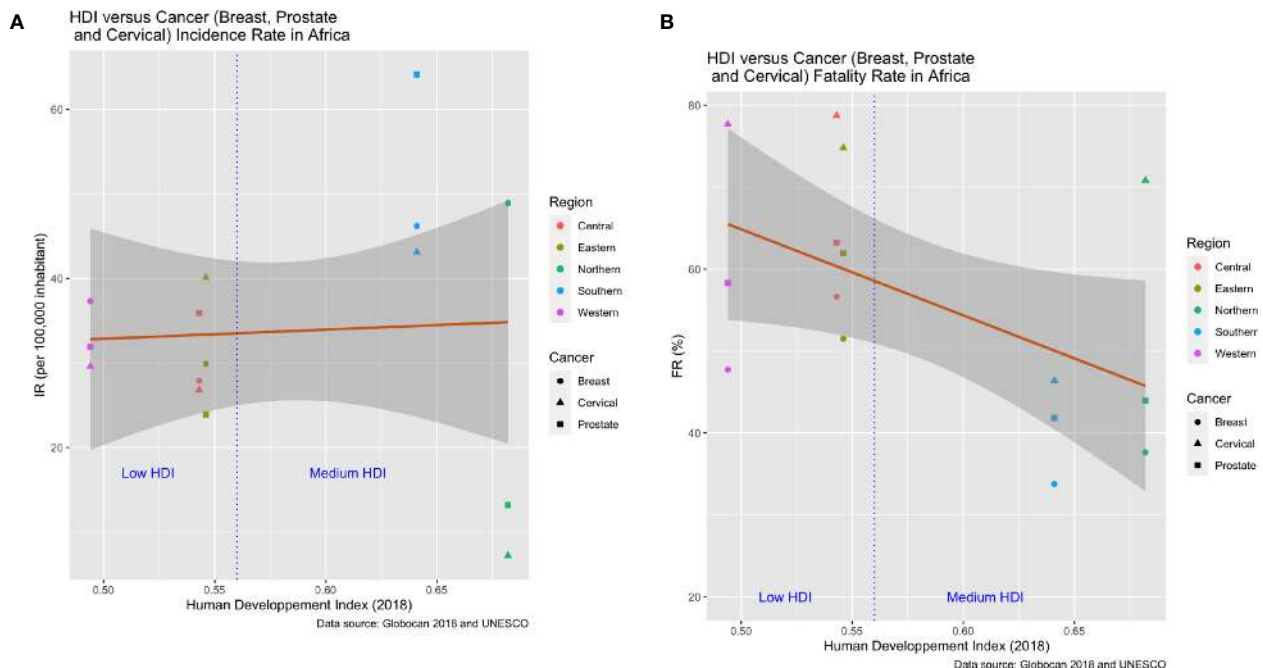 A
HDI versus Cancer (Breast, Prostate
and Cervical) Incidence Rate in Africa
60
40
20
IR (per 100,000 inhabitant)
Low HDI
Medium HDI
0.50
0.55
0.60
0.65
Human Developpement Index (2018)
Data source: Globocan 2018 and UNESCO
Region
Central
Eastern
Northern
Southern
Western
Cancer
Breast
Cervical
Prostate
B
HDI versus Cancer (Breast, Prostate
and Cervical) Fatality Rate in Africa
80
60
40
20
FR (%)
Low HDI
Medium HDI
0.50
0.55
0.60
0.65
Human Developpement Index (2018)
Data source: Globocan 2018 and UNESCO
Region
Central
Eastern
Northern
Southern
Western
Cancer
Breast
Cervical
Prostate